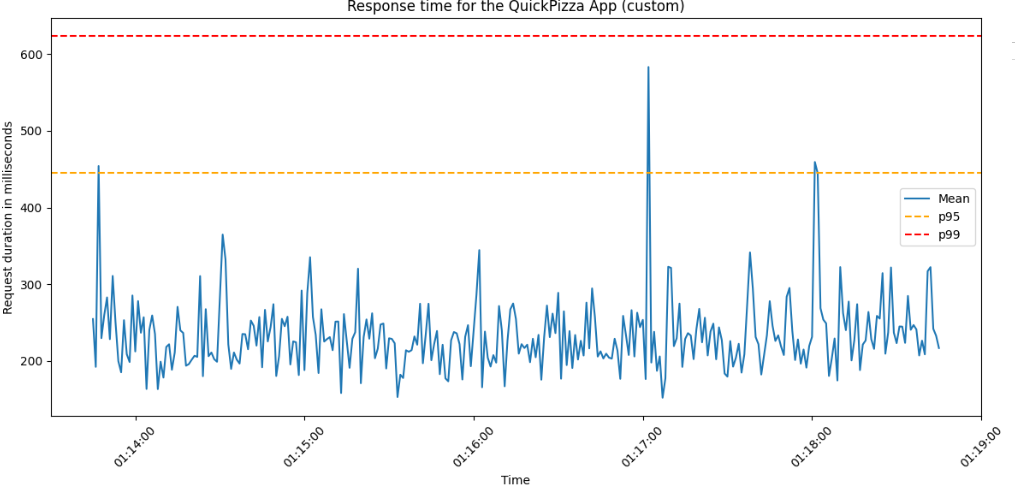 Response time for the QuickPizza App (custom)
Request duration in milliseconds
600
500
400
300
200
Mean
p95
p99
01:14:00
01:15:00
01:16:00
01:17:00
01:18:00
01:19:00
Time